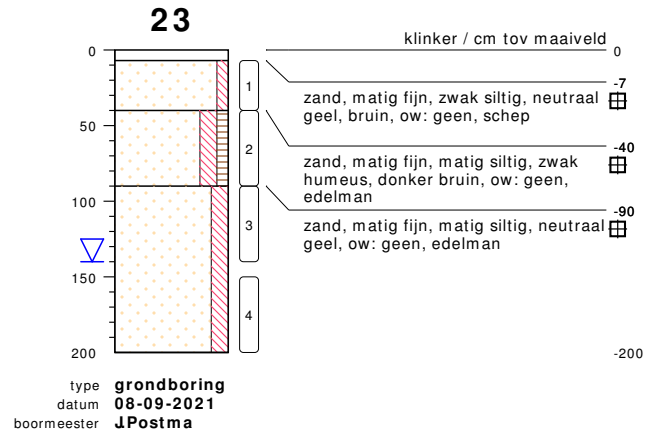 23
klinker / cm tov maaiveld
0
0
-7
zand, matig fijn, zwak siltig, neutraal
geel, bruin, ow: geen, schep
1
50
-40
zand, matig fijn, matig siltig, zwak
humeus, donker bruin, ow: geen,
edelman
2
100
-90
zand, matig fijn, matig siltig, neutraal
geel, ow: geen, edelman
3
150
4
200
-200
type grondboring
datum 08-09-2021
boormeester J.Postma